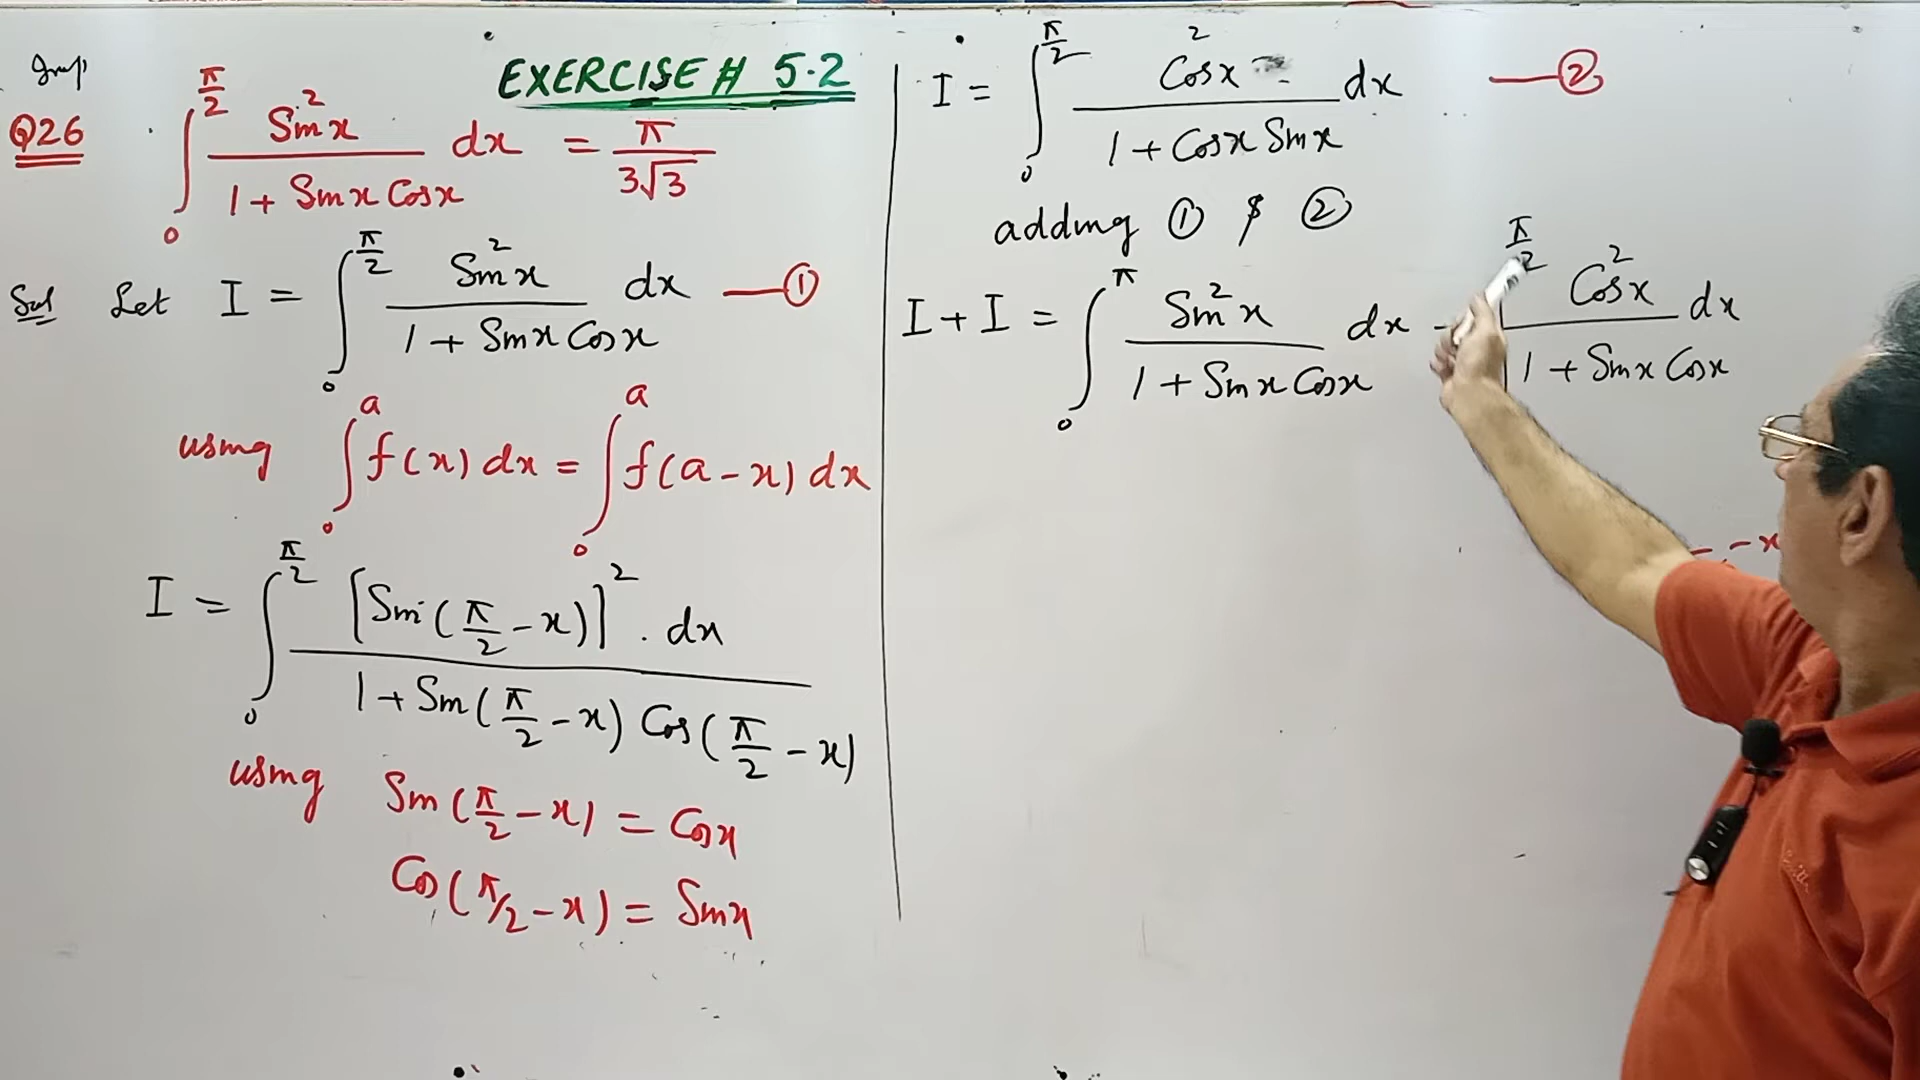 EXERCISE # 5.2
Imp
Q26 ∫₀^{π/2} Sin²x / (1 + Sinx Cosx) dx = π / 3√3
Sol Let I = ∫₀^{π/2} Sin²x / (1 + Sinx Cosx) dx —①
using ∫₀^a f(x) dx = ∫₀^a f(a-x) dx
I = ∫₀^{π/2} [Sin(π/2 - x)]² . dx / (1 + Sin(π/2 - x) Cos(π/2 - x))
using Sin(π/2 - x) = Cosx
Cos(π/2 - x) = Sinx
I = ∫₀^{π/2} Cos²x / (1 + Cosx Sinx) dx —②
adding ① & ②
I + I = ∫₀^π Sin²x / (1 + Sinx Cosx) dx π/2 Cos²x / (1 + Sinx Cosx) dx
- x